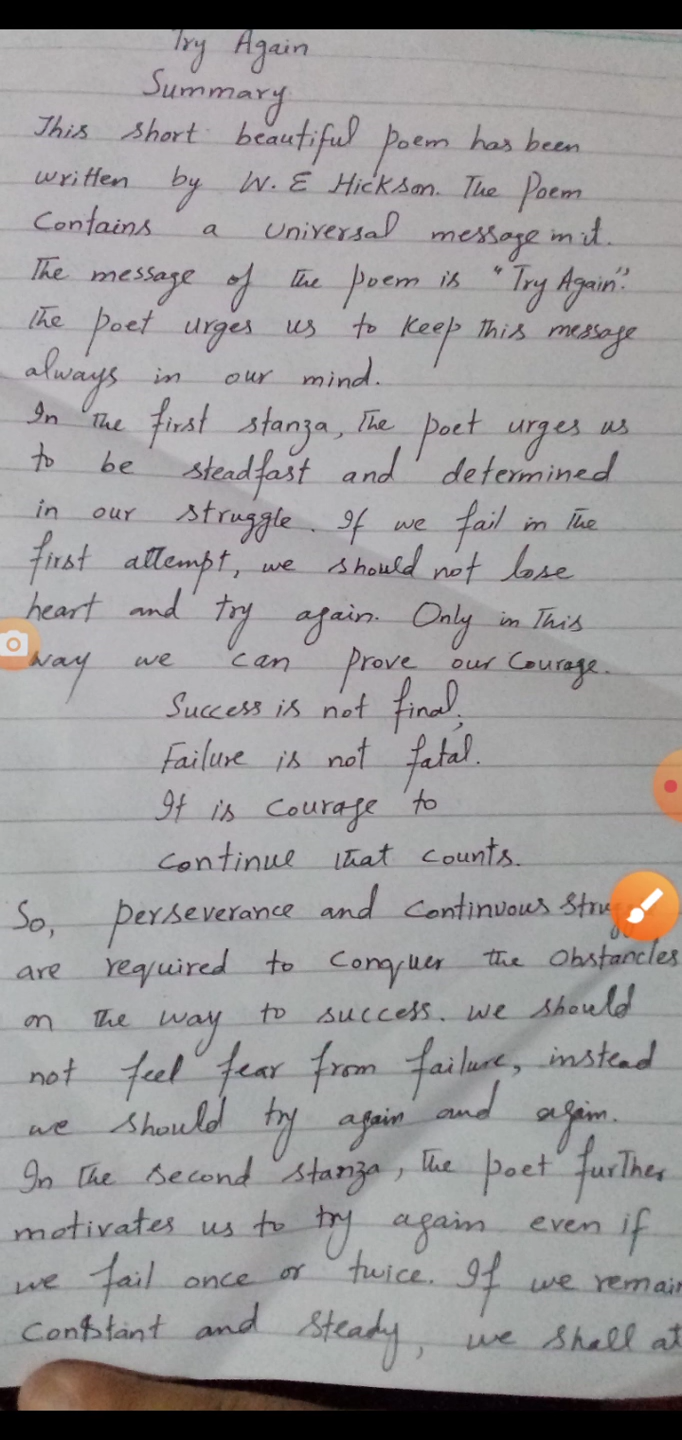 Try Again
Summary
This short beautiful poem has been
written by W. E Hickson. The Poem
Contains a universal message in it.
The message of the poem is "Try Again".
The poet urges us to keep this message
always in our mind.
In the first stanza, the poet urges us
to be steadfast and determined
in our struggle. If we fail in the
first attempt, we should not lose
heart and try again. Only in this
way we can prove our courage.
Success is not final,
Failure is not fatal.
It is courage to
continue that counts.
So, perseverance and continuous
are required to conquer the obstancles
on the way to success. we should
not feel fear from failure, instead
we should try again and again.
In the second stanza, the poet further
motivates us to try again even if
we fail once or twice. If we remain
constant and steady, we shall at